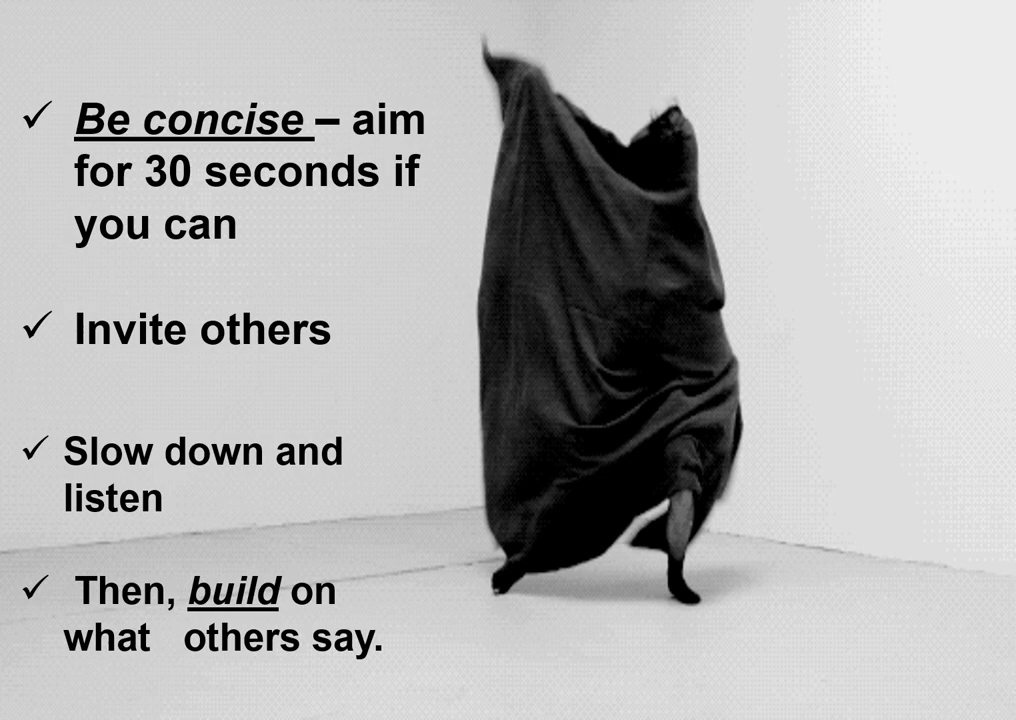 ✓ Be concise – aim
for 30 seconds if
you can
✓ Invite others
✓ Slow down and
listen
✓ Then, build on
what others say.